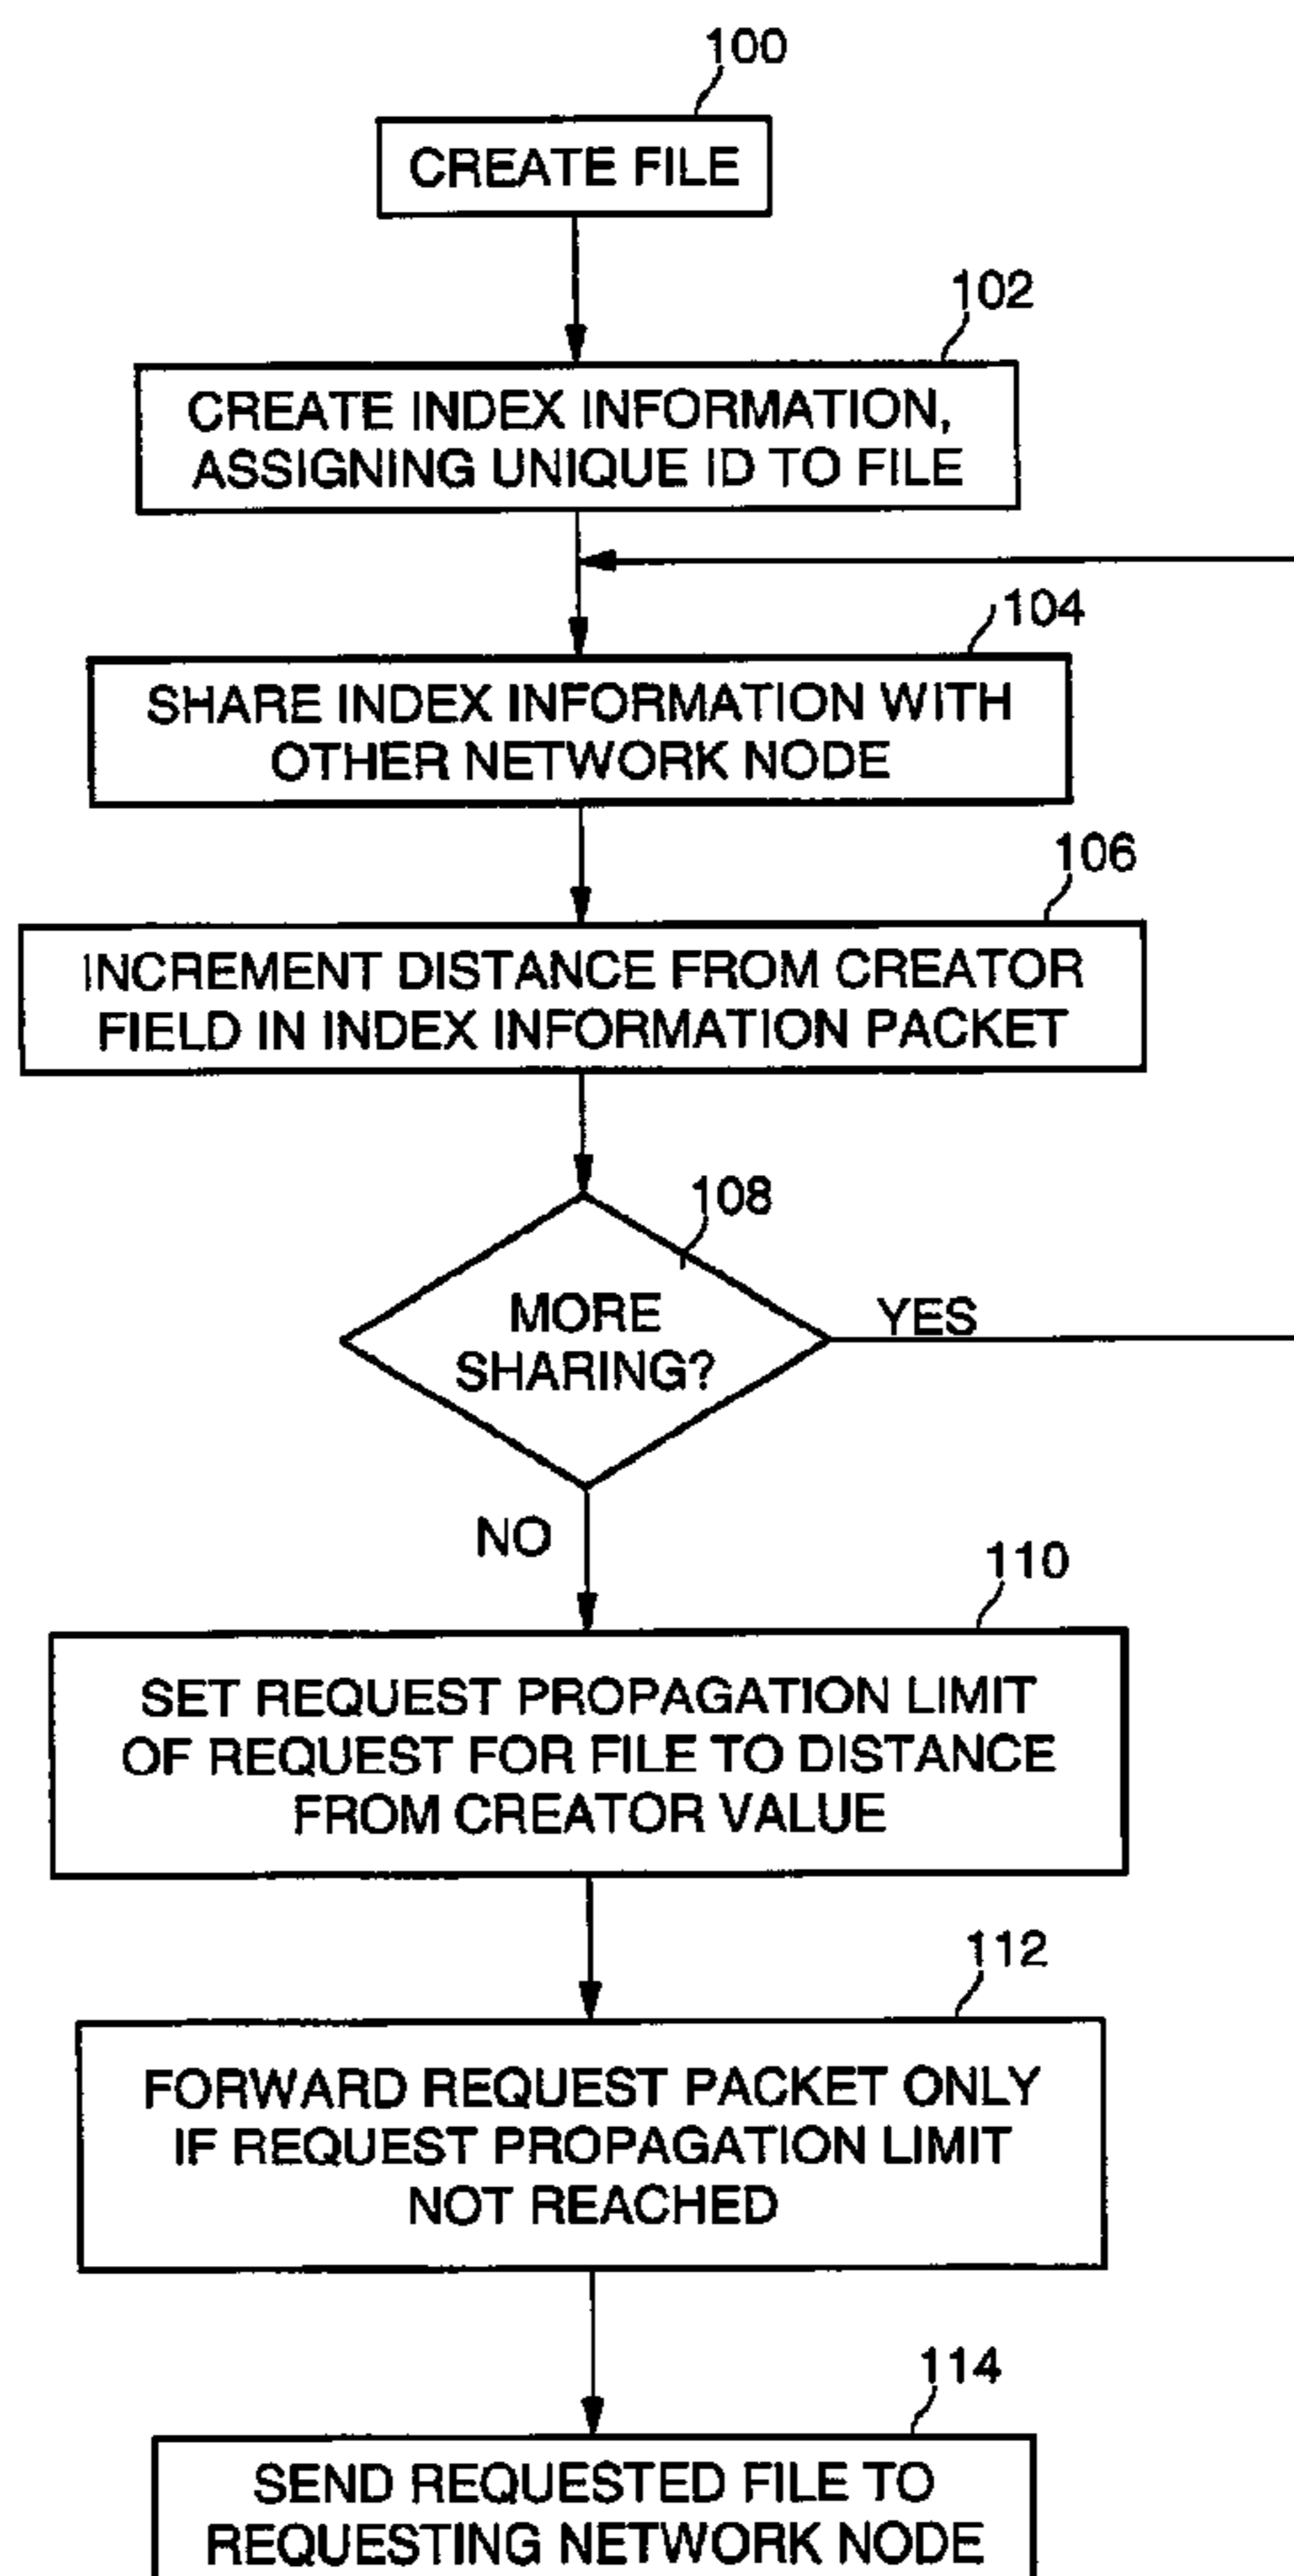 100
CREATE FILE
102
CREATE INDEX INFORMATION,
ASSIGNING UNIQUE ID TO FILE
104
SHARE INDEX INFORMATION WITH
OTHER NETWORK NODE
106
INCREMENT DISTANCE FROM CREATOR
FIELD IN INDEX INFORMATION PACKET
108
MORE
SHARING?
YES
NO
110
SET REQUEST PROPAGATION LIMIT
OF REQUEST FOR FILE TO DISTANCE
FROM CREATOR VALUE
112
FORWARD REQUEST PACKET ONLY
IF REQUEST PROPAGATION LIMIT
NOT REACHED
114
SEND REQUESTED FILE TO
REQUESTING NETWORK NODE